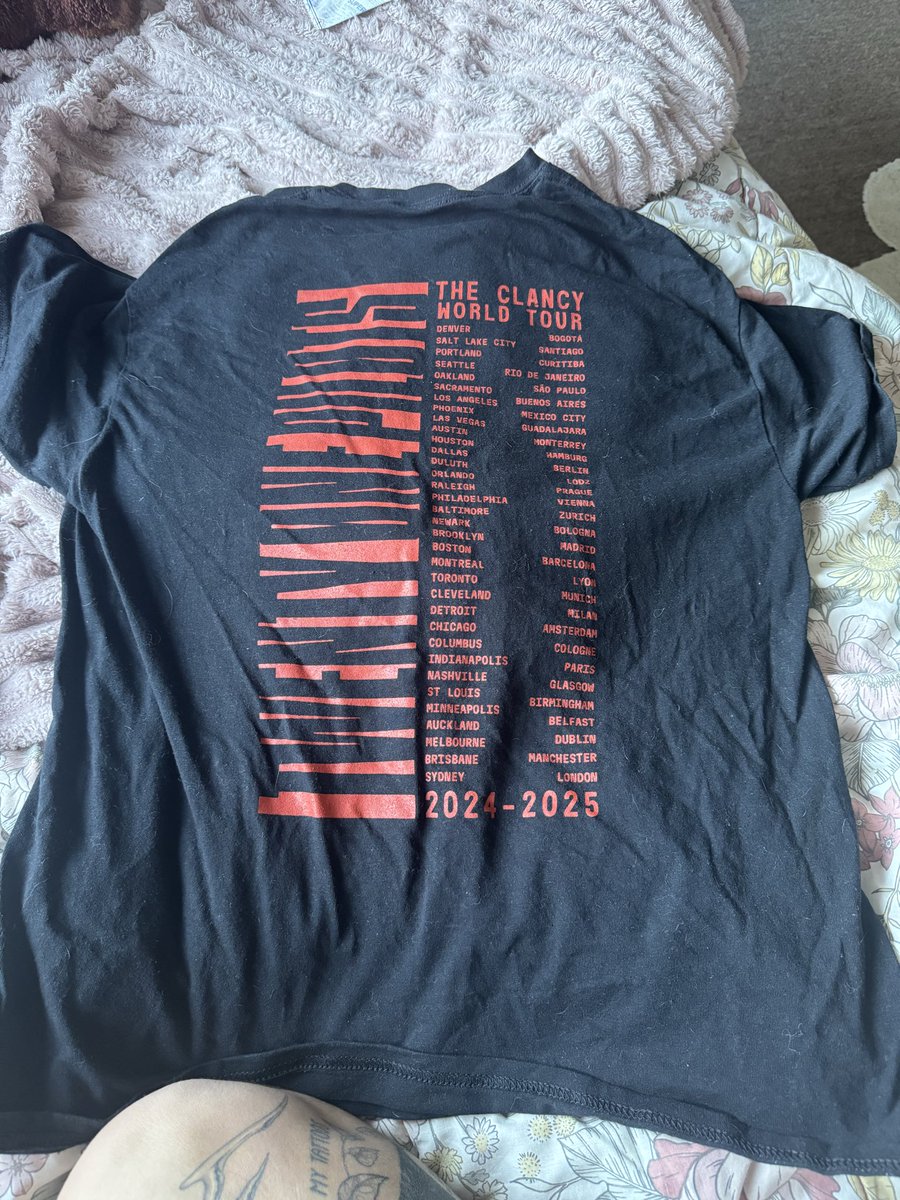 THE CLANCY
WORLD TOUR
DENVER
SALT LAKE CITY
PORTLAND
SEATTLE
OAKLAND
SACRAMENTO
LOS ANGELES
PHOENIX
LAS VEGAS
AUSTIN
HOUSTON
DALLAS
DULUTH
ORLANDO
RALEIGH
PHILADELPHIA
BALTIMORE
NEWARK
BROOKLYN
BOSTON
MONTREAL
TORONTO
CLEVELAND
DETROIT
CHICAGO
COLUMBUS
INDIANAPOLIS
NASHVILLE
ST LOUIS
MINNEAPOLIS
AUCKLAND
MELBOURNE
BRISBANE
SYDNEY
BOGOTÁ
SANTIAGO
CURITIBA
RIO DE JANEIRO
SÃO PAULO
BUENOS AIRES
MEXICO CITY
GUADALAJARA
MONTERREY
HAMBURG
BERLIN
LODZ
PRAGUE
VIENNA
ZURICH
BOLOGNA
MADRID
BARCELONA
LYON
MUNICH
MILAN
AMSTERDAM
COLOGNE
PARIS
GLASGOW
BIRMINGHAM
BELFAST
DUBLIN
MANCHESTER
LONDON
2024-2025
MY